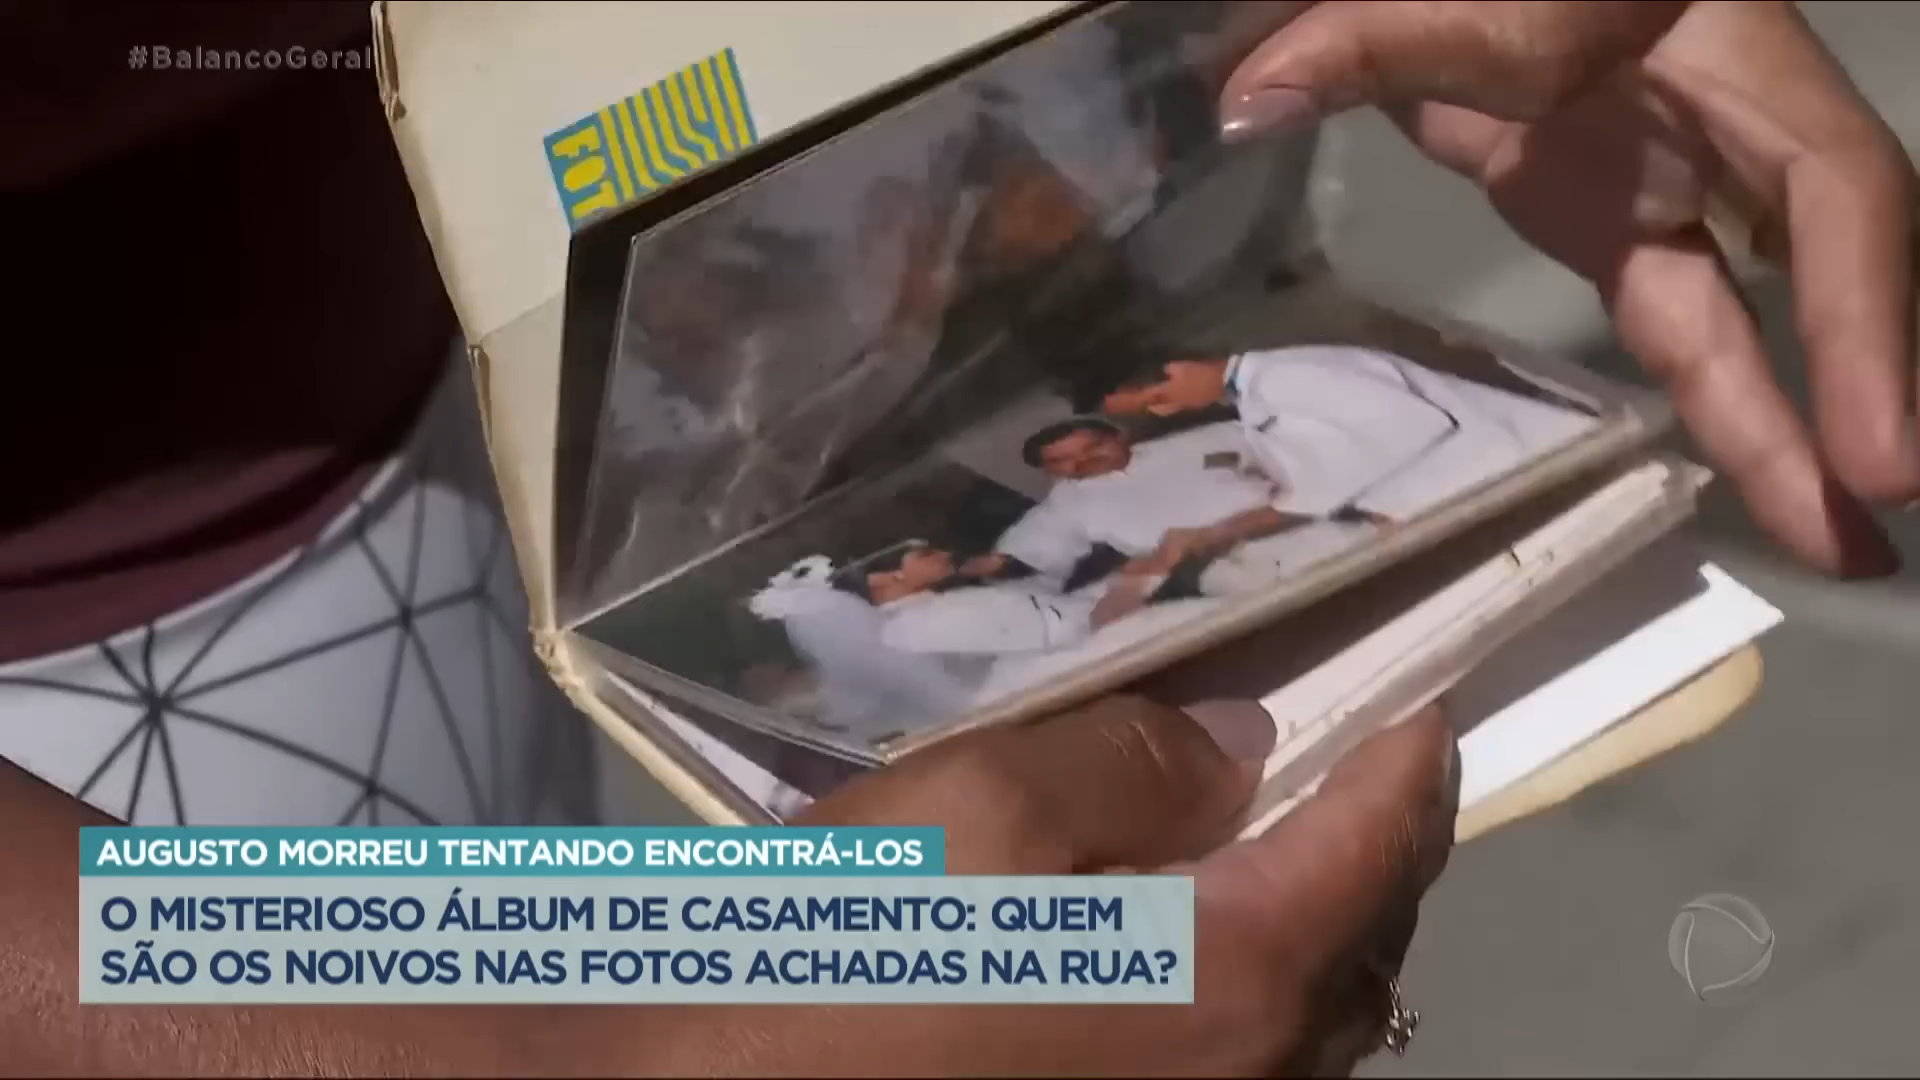 #BalancoGeral
FOT
AUGUSTO MORREU TENTANDO ENCONTRÁ-LOS
O MISTERIOSO ÁLBUM DE CASAMENTO: QUEM
SÃO OS NOIVOS NAS FOTOS ACHADAS NA RUA?